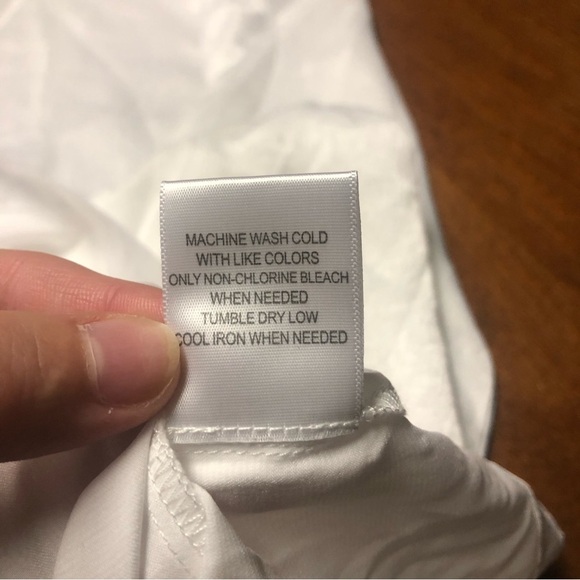 MACHINE WASH COLD
WITH LIKE COLORS
ONLY NON-CHLORINE BLEACH
WHEN NEEDED
TUMBLE DRY LOW
COOL IRON WHEN NEEDED